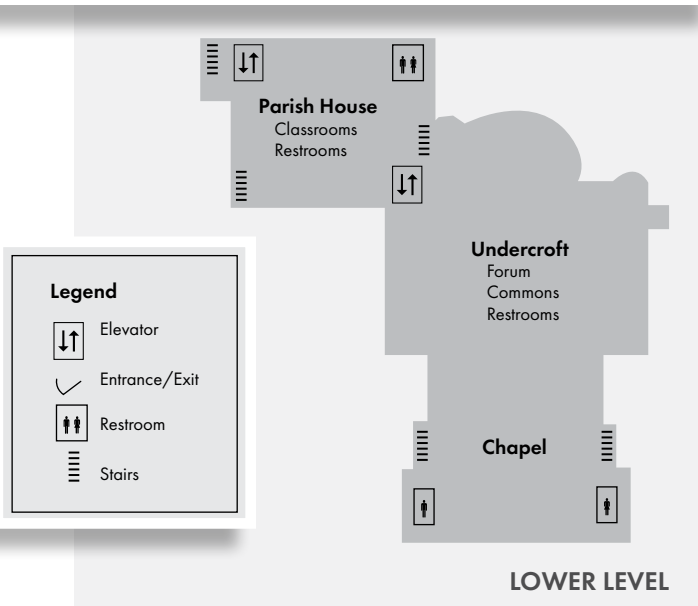 Parish House
Classrooms
Restrooms
Undercroft
Forum
Commons
Restrooms
Legend
Elevator
Entrance/Exit
Restroom
Stairs
Chapel
LOWER LEVEL